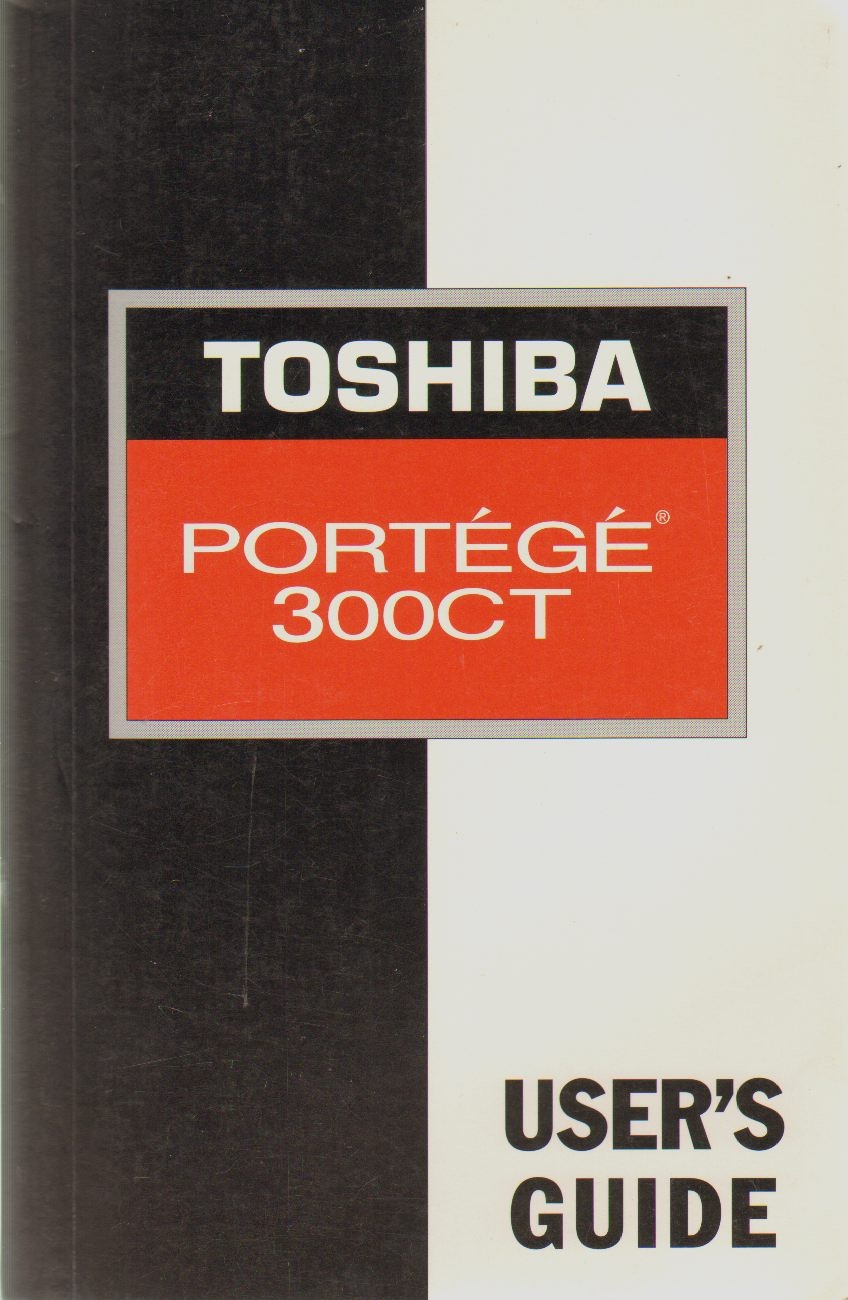 TOSHIBA
PORTÉGÉ®
300CT
USER'S
GUIDE